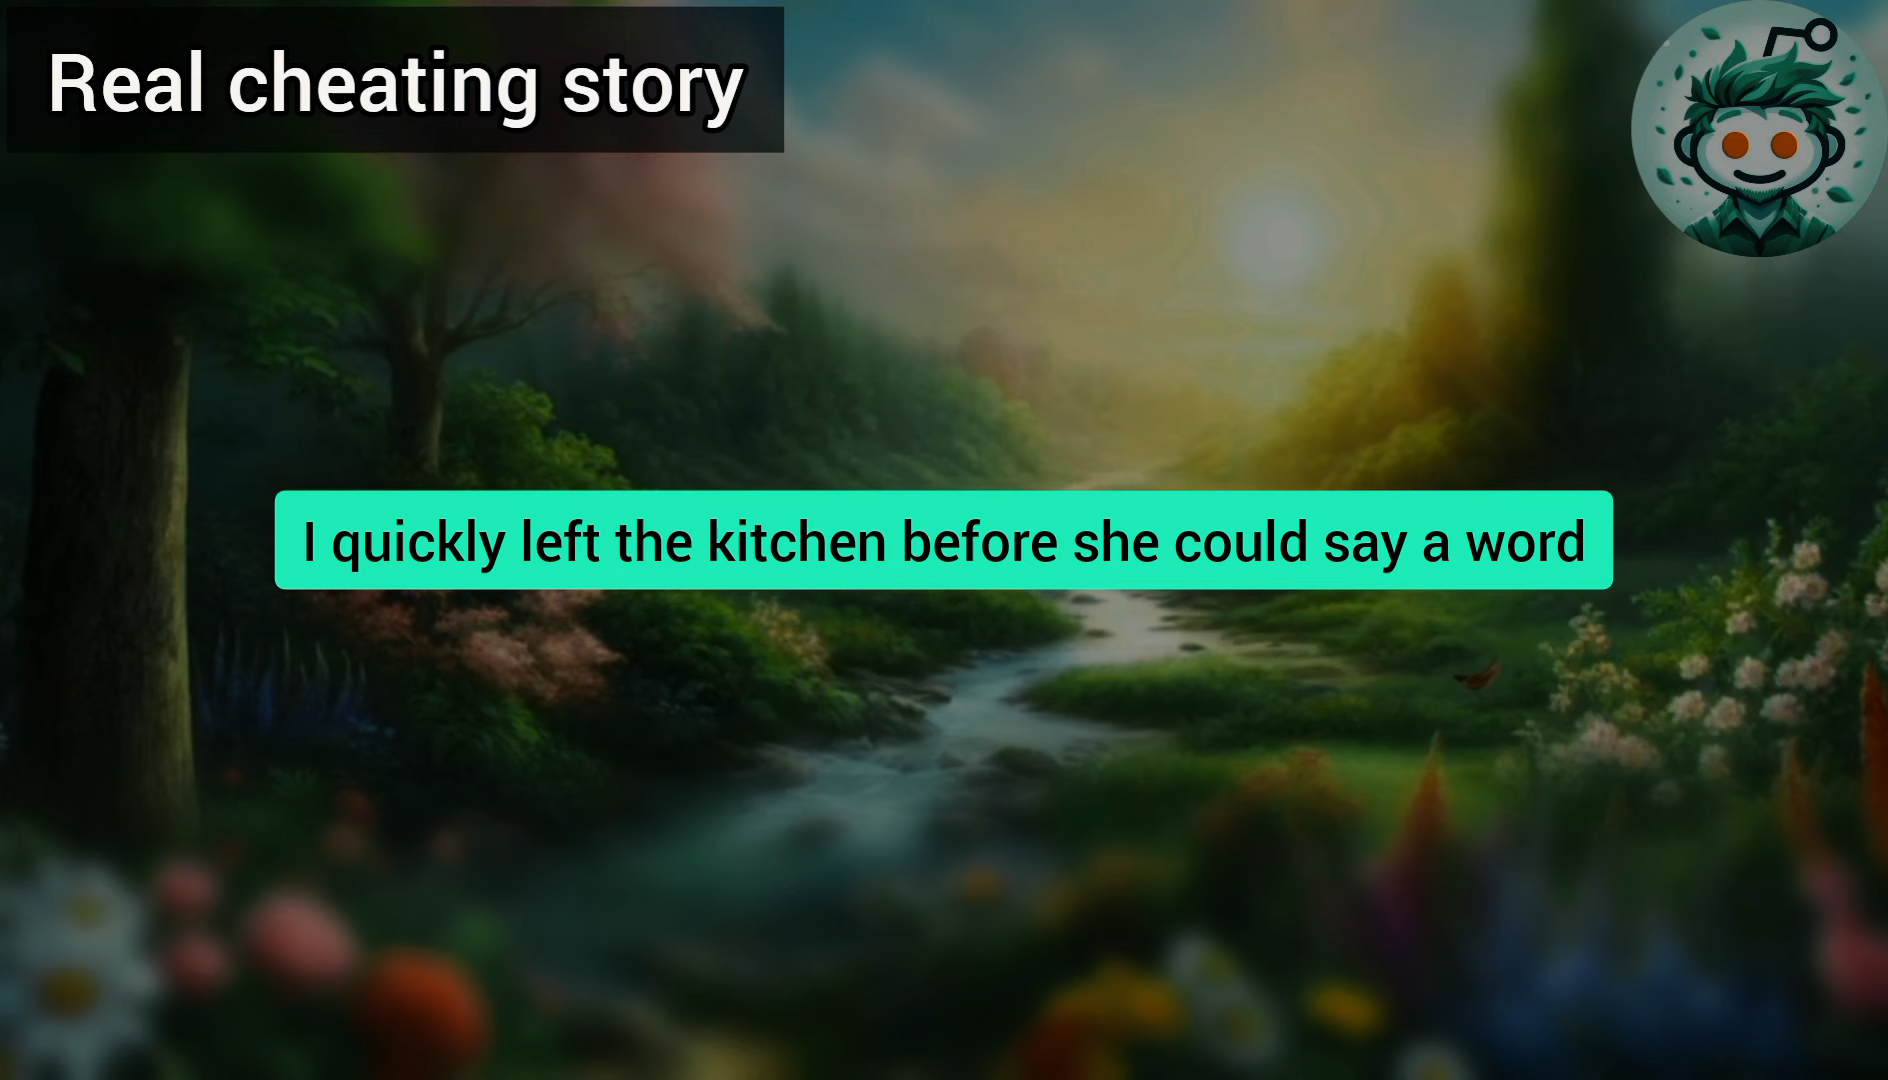 Real cheating story
I quickly left the kitchen before she could say a word